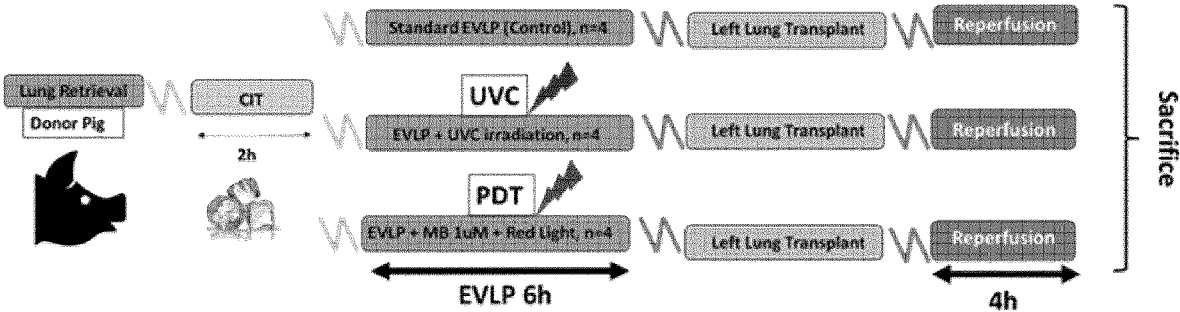 Standard EVLP (Control), n=4
Left Lung Transplant
Reperfusion
Lung Retrieval
Donor Pig
CIT
2h
UVC
EVLP + UVC irradiation, n=4
Left Lung Transplant
Reperfusion
PDT
EVLP + MB 1uM + Red Light, n=4
Left Lung Transplant
Reperfusion
EVLP 6h
4h
Sacrifice